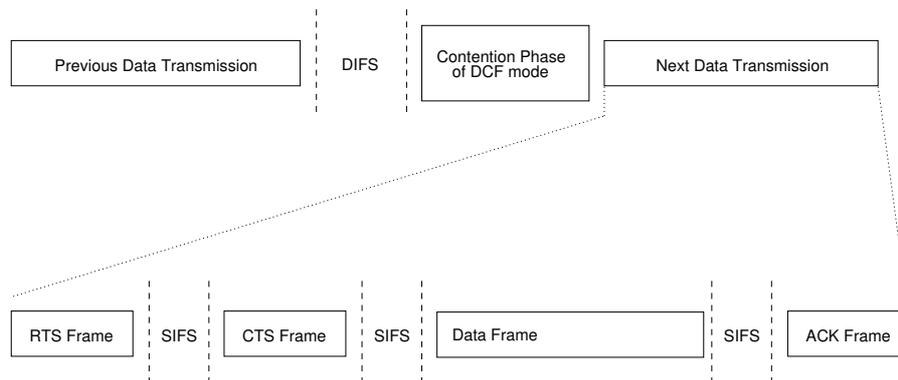 Previous Data Transmission
DIFS
Contention Phase
of DCF mode
Next Data Transmission
RTS Frame
SIFS
CTS Frame
SIFS
Data Frame
SIFS
ACK Frame